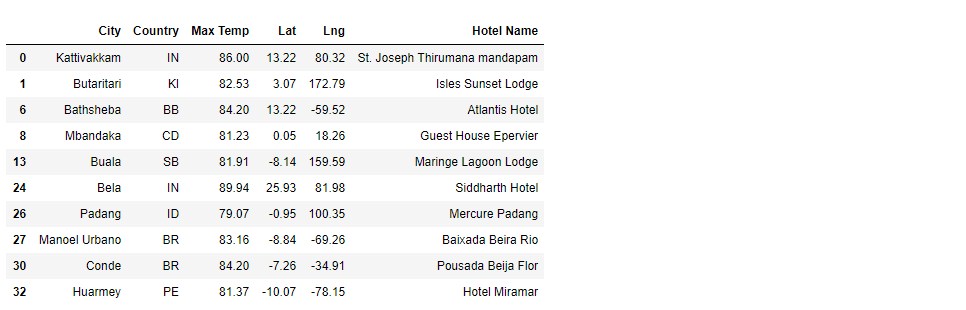 City Country Max Temp Lat Lng Hotel Name
0 Kattivakkam IN 86.00 13.22 80.32 St. Joseph Thirumana mandapam
1 Butaritari KI 82.53 3.07 172.79 Isles Sunset Lodge
6 Bathsheba BB 84.20 13.22 -59.52 Atlantis Hotel
8 Mbandaka CD 81.23 0.05 18.26 Guest House Epervier
13 Buala SB 81.91 -8.14 159.59 Maringe Lagoon Lodge
24 Bela IN 89.94 25.93 81.98 Siddharth Hotel
26 Padang ID 79.07 -0.95 100.35 Mercure Padang
27 Manoel Urbano BR 83.16 -8.84 -69.26 Baixada Beira Rio
30 Conde BR 84.20 -7.26 -34.91 Pousada Beija Flor
32 Huarmey PE 81.37 -10.07 -78.15 Hotel Miramar